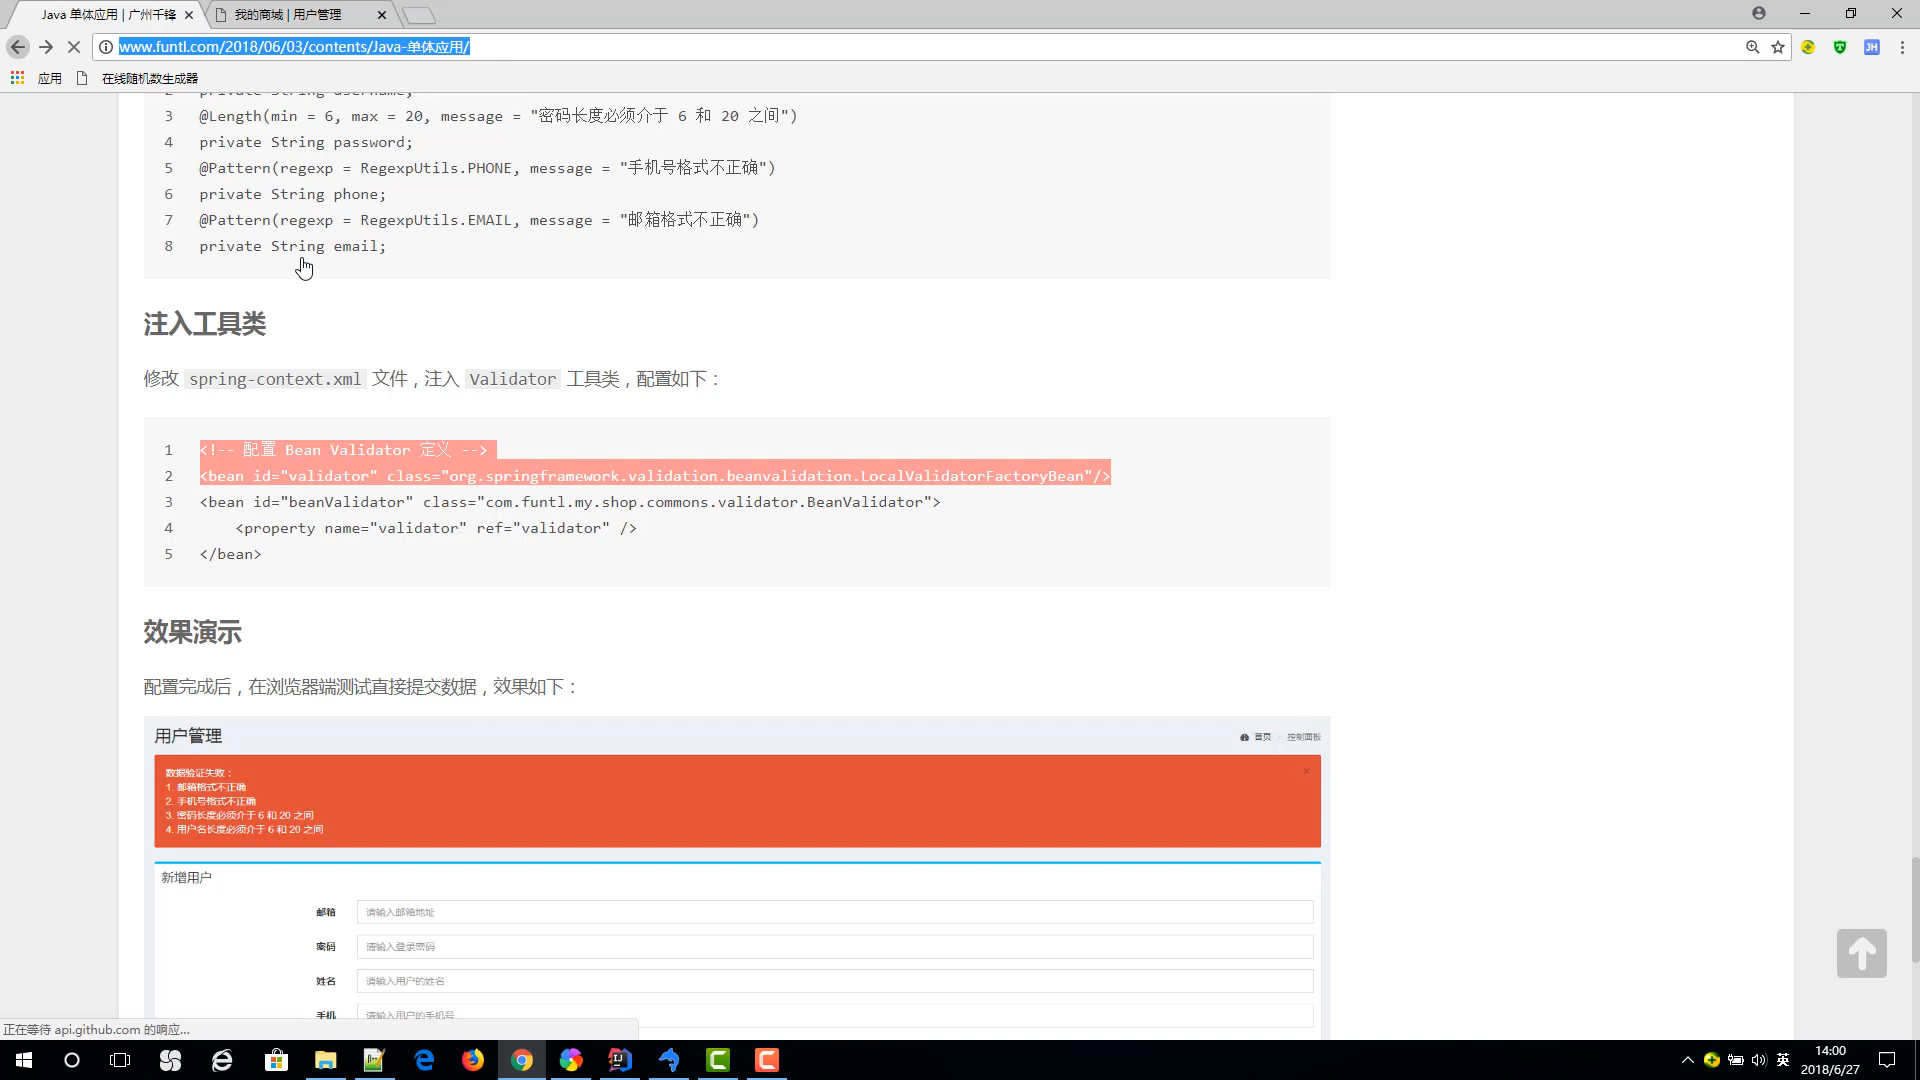 Java 单体应用 | 广州千锋
我的商城 | 用户管理
www.funtl.com/2018/06/03/contents/Java-单体应用/
JH
应用
在线随机数生成器
2 private String username;
3 @Length(min = 6, max = 20, message = "密码长度必须介于 6 和 20 之间")
4 private String password;
5 @Pattern(regexp = RegexpUtils.PHONE, message = "手机号格式不正确")
6 private String phone;
7 @Pattern(regexp = RegexpUtils.EMAIL, message = "邮箱格式不正确")
8 private String email;
注入工具类
修改 spring-context.xml 文件，注入 Validator 工具类，配置如下：
1 <!-- 配置 Bean Validator 定义 -->
2 <bean id="validator" class="org.springframework.validation.beanvalidation.LocalValidatorFactoryBean"/>
3 <bean id="beanValidator" class="com.funtl.my.shop.commons.validator.BeanValidator">
4     <property name="validator" ref="validator" />
5 </bean>
效果演示
配置完成后，在浏览器端测试直接提交数据，效果如下：
用户管理
首页
控制面板
数据验证失败：
1. 邮箱格式不正确
2. 手机号格式不正确
3. 密码长度必须介于 6 和 20 之间
4. 用户名长度必须介于 6 和 20 之间
新增用户
邮箱
请输入邮箱地址
密码
请输入登录密码
姓名
请输入用户的姓名
手机
请输入用户的手机号
正在等待 api.github.com 的响应...
英
14:00
2018/6/27